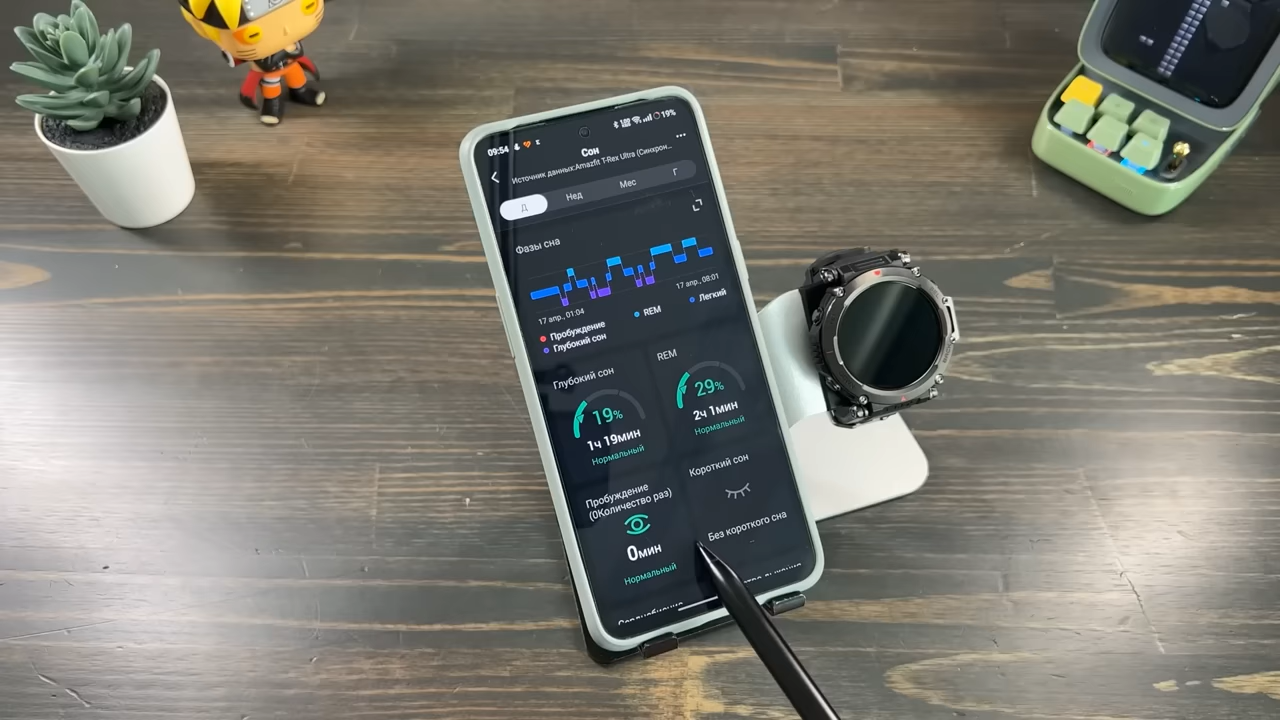 09:54
19%
Сон
Источник данных:Amazfit T-Rex Ultra (Синхрон...
Д
Нед
Мес
Г
Фазы сна
17 апр., 01:04
17 апр., 08:01
Пробуждение
REM
Легкий
Глубокий сон
Глубокий сон
19%
1ч 19мин
Нормальный
REM
29%
2ч 1мин
Нормальный
Пробуждение
(0Количество раз)
0мин
Нормальный
Короткий сон
Без короткого сна